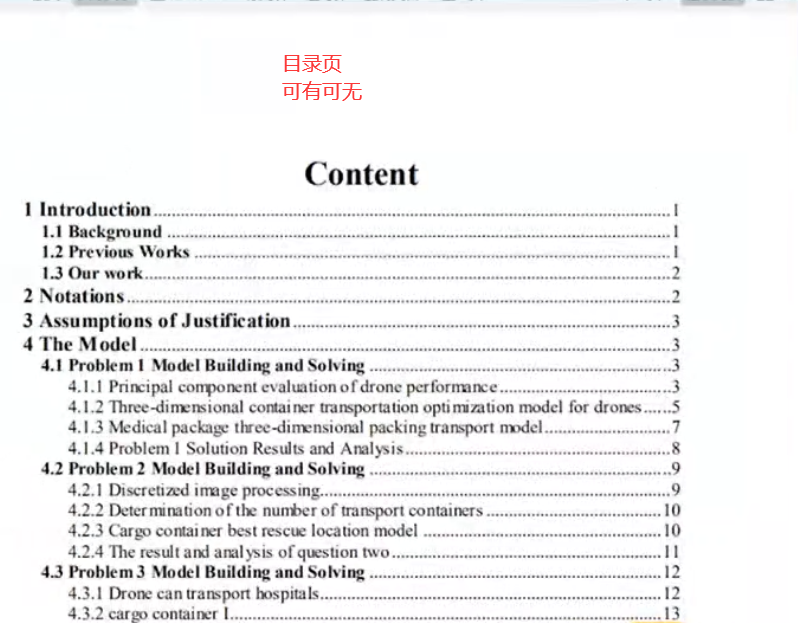 目录页
可有可无
Content
1 Introduction................1
1.1 Background................1
1.2 Previous Works................1
1.3 Our work................2
2 Notations................2
3 Assumptions of Justification................3
4 The Model................3
4.1 Problem 1 Model Building and Solving................3
4.1.1 Principal component evaluation of drone performance................3
4.1.2 Three-dimensional container transportation optimization model for drones......5
4.1.3 Medical package three-dimensional packing transport model................7
4.1.4 Problem 1 Solution Results and Analysis................8
4.2 Problem 2 Model Building and Solving................9
4.2.1 Discretized image processing................9
4.2.2 Determination of the number of transport containers................10
4.2.3 Cargo container best rescue location model................10
4.2.4 The result and analysis of question two................11
4.3 Problem 3 Model Building and Solving................12
4.3.1 Drone can transport hospitals................12
4.3.2 cargo container I................13